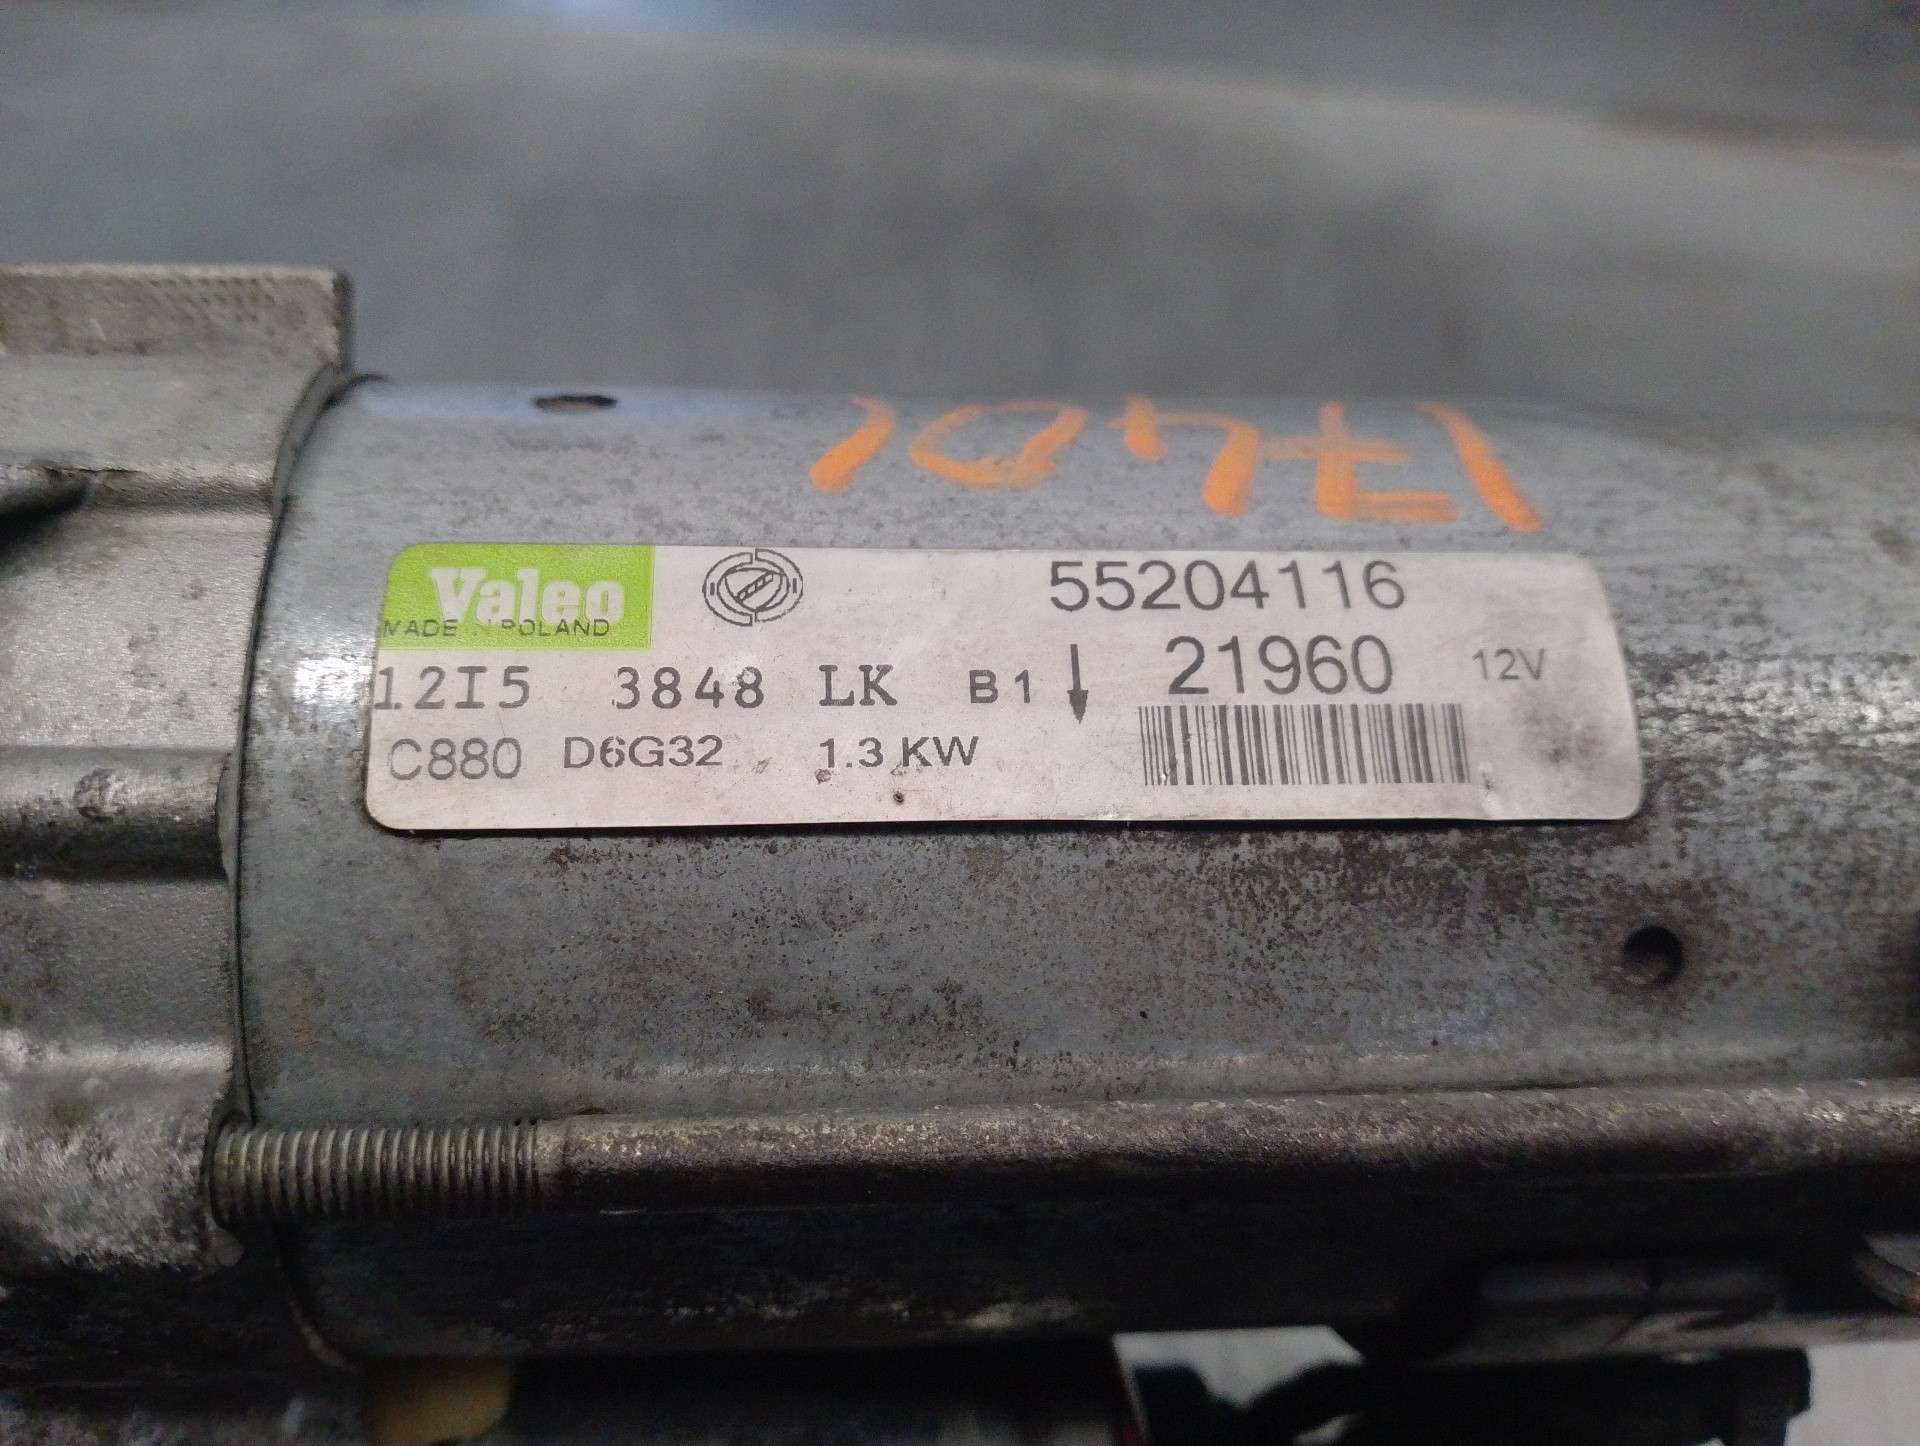 17401
Valeo
MADE IN POLAND
55204116
12I5 3848 LK B1 21960 12V
C880 D6G32 1.3 KW